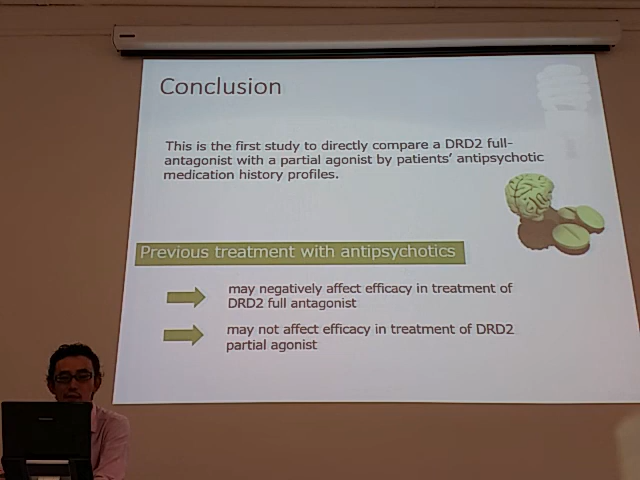 Conclusion
This is the first study to directly compare a DRD2 full-
antagonist with a partial agonist by patients' antipsychotic
medication history profiles.
Previous treatment with antipsychotics
may negatively affect efficacy in treatment of
DRD2 full antagonist
may not affect efficacy in treatment of DRD2
partial agonist